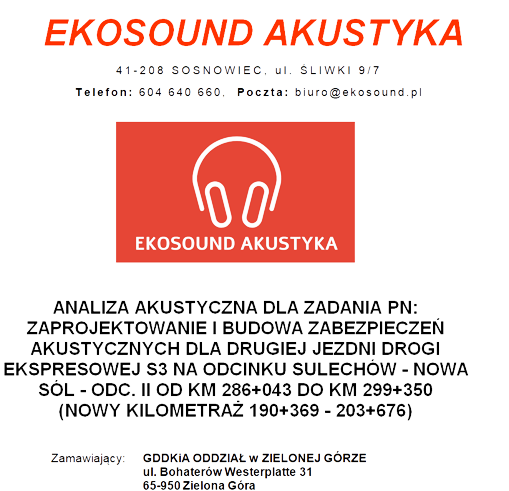 EKOSOUND AKUSTYKA
41-208 SOSNOWIEC, ul. ŚLIWKI 9/7
Telefon: 604 640 660, Poczta: biuro@ekosound.pl
EKOSOUND AKUSTYKA
ANALIZA AKUSTYCZNA DLA ZADANIA PN:
ZAPROJEKTOWANIE I BUDOWA ZABEZPIECZEŃ
AKUSTYCZNYCH DLA DRUGIEJ JEZDNI DROGI
EKSPRESOWEJ S3 NA ODCINKU SULECHÓW - NOWA
SÓL - ODC. II OD KM 286+043 DO KM 299+350
(NOWY KILOMETRAŻ 190+369 - 203+676)
Zamawiający: GDDKiA ODDZIAŁ w ZIELONEJ GÓRZE
ul. Bohaterów Westerplatte 31
65-950 Zielona Góra